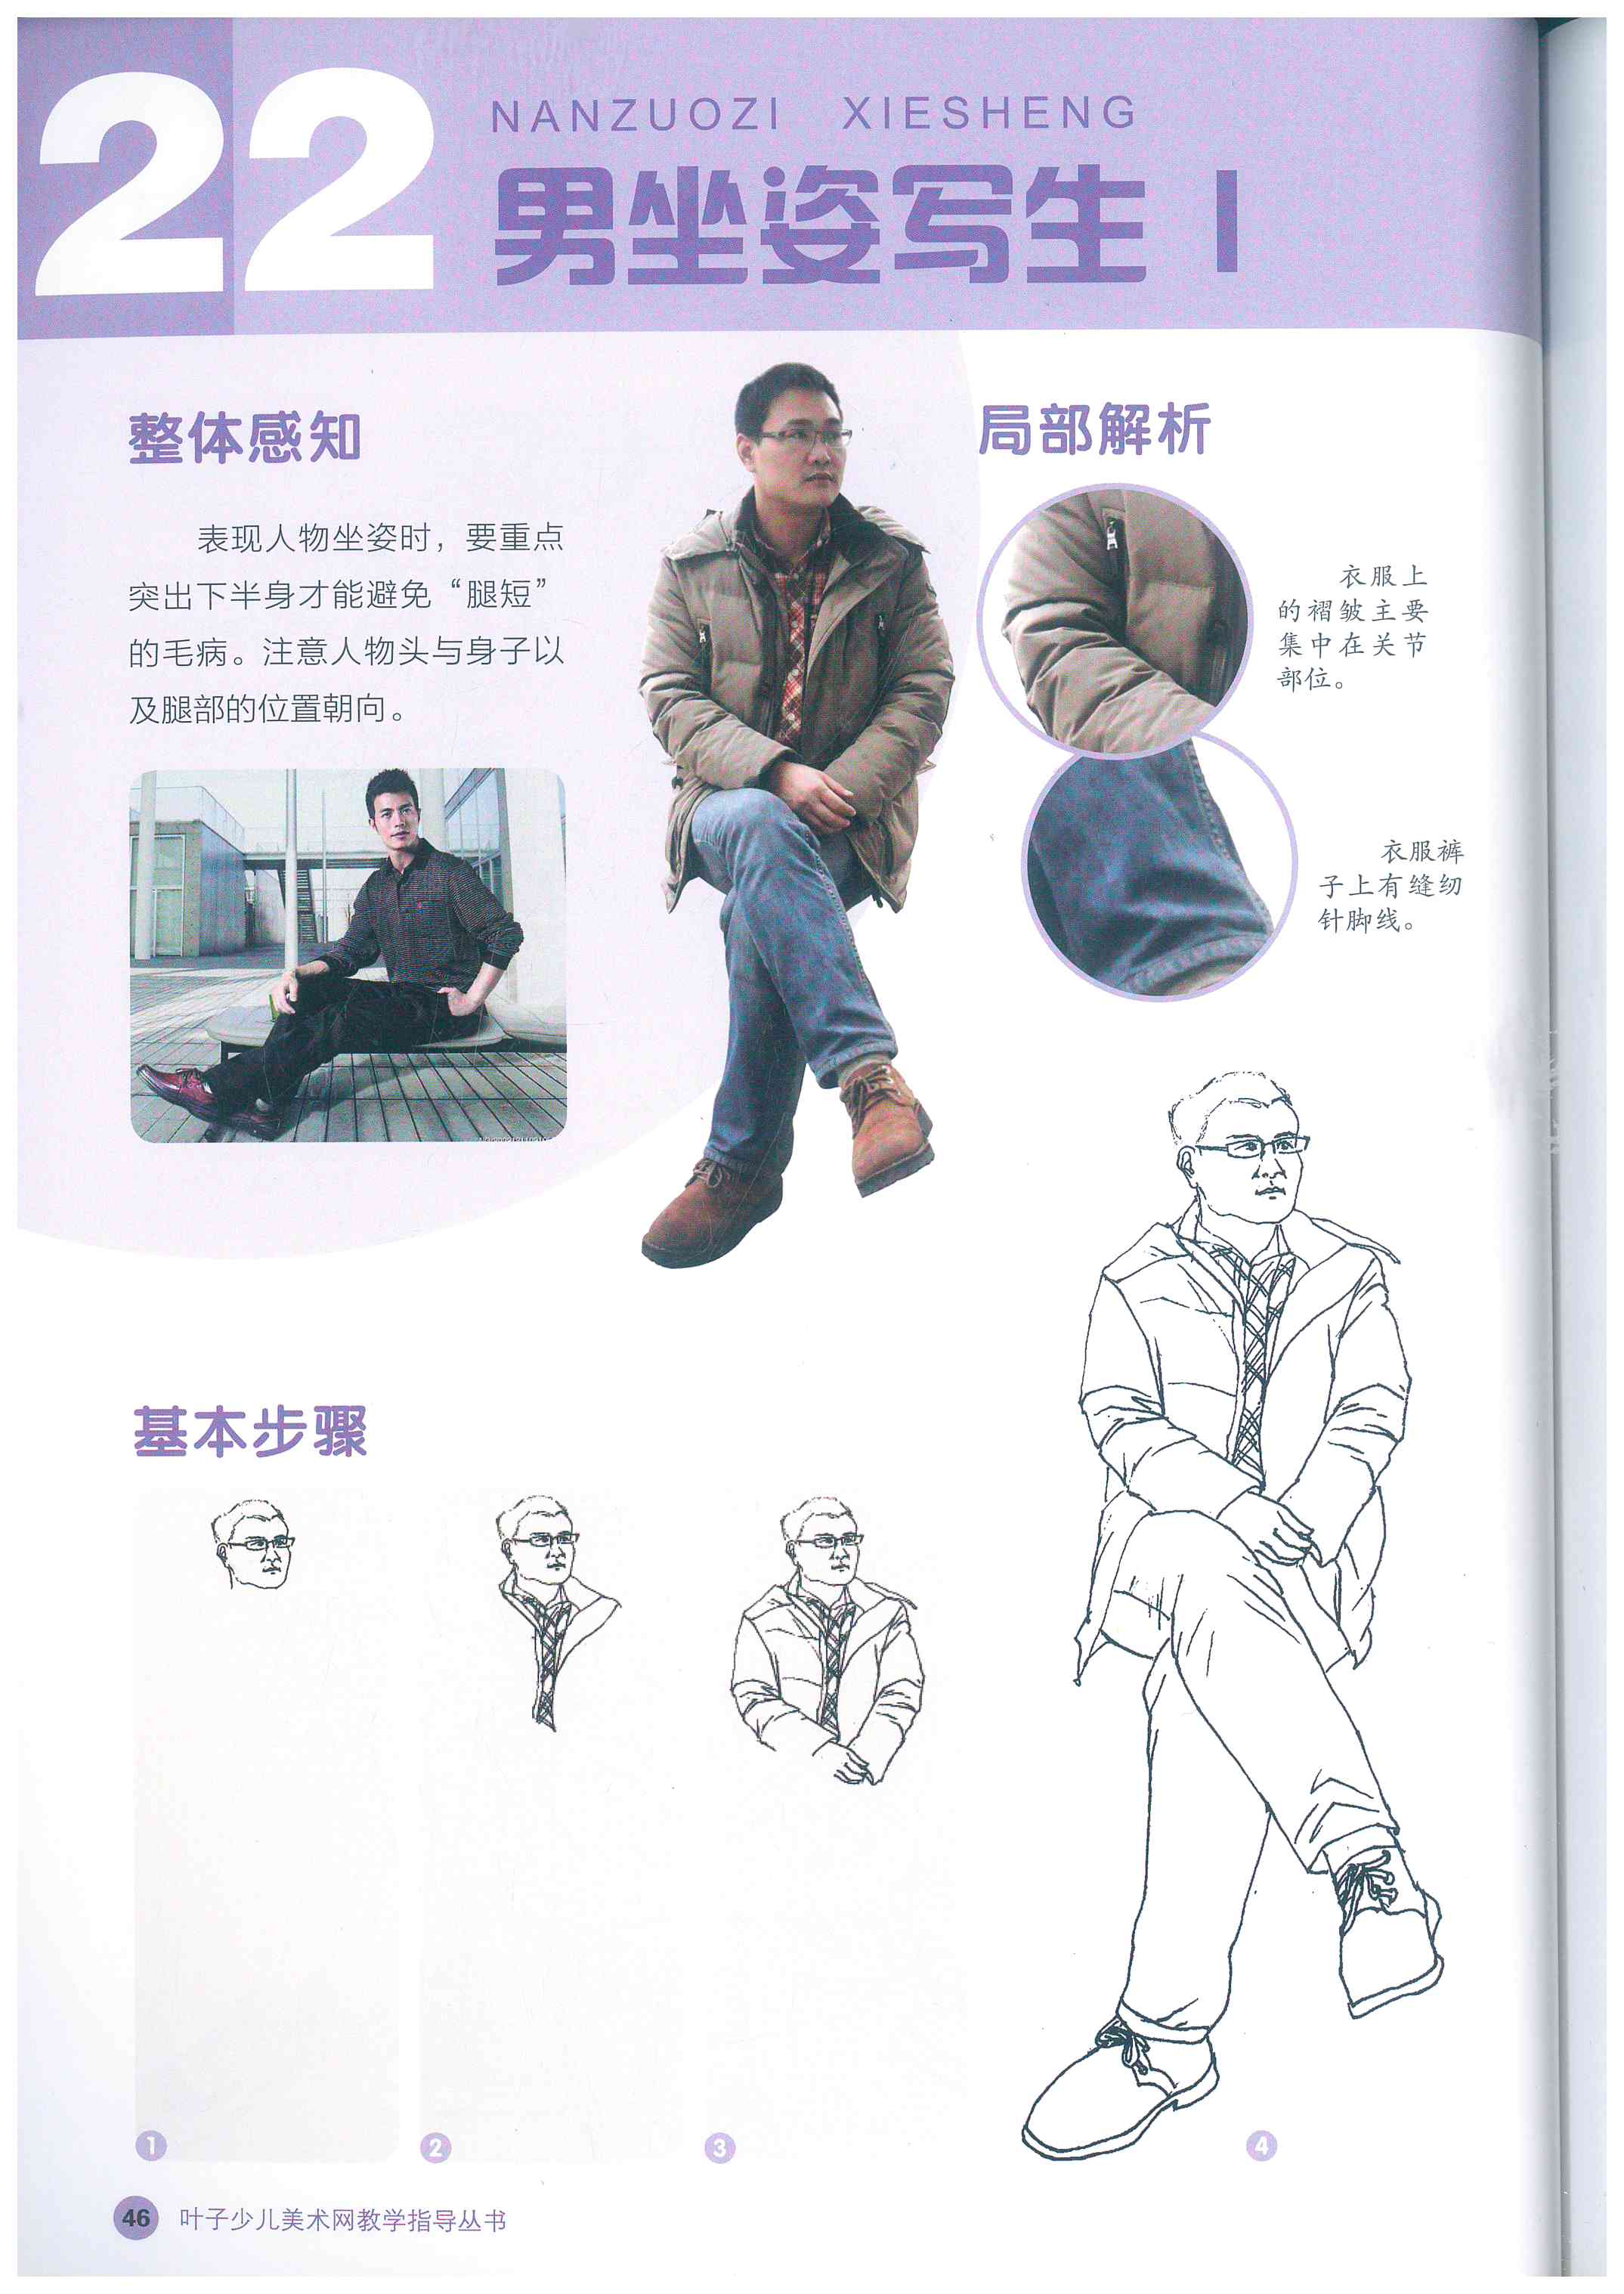 22
NANZUOZI XIESHENG
男坐姿写生 I
整体感知
表现人物坐姿时，要重点
突出下半身才能避免“腿短”
的毛病。注意人物头与身子以
及腿部的位置朝向。
局部解析
衣服上
的褶皱主要
集中在关节
部位。
衣服裤
子上有缝纫
针脚线。
基本步骤
1
2
3
4
46 叶子少儿美术网教学指导丛书